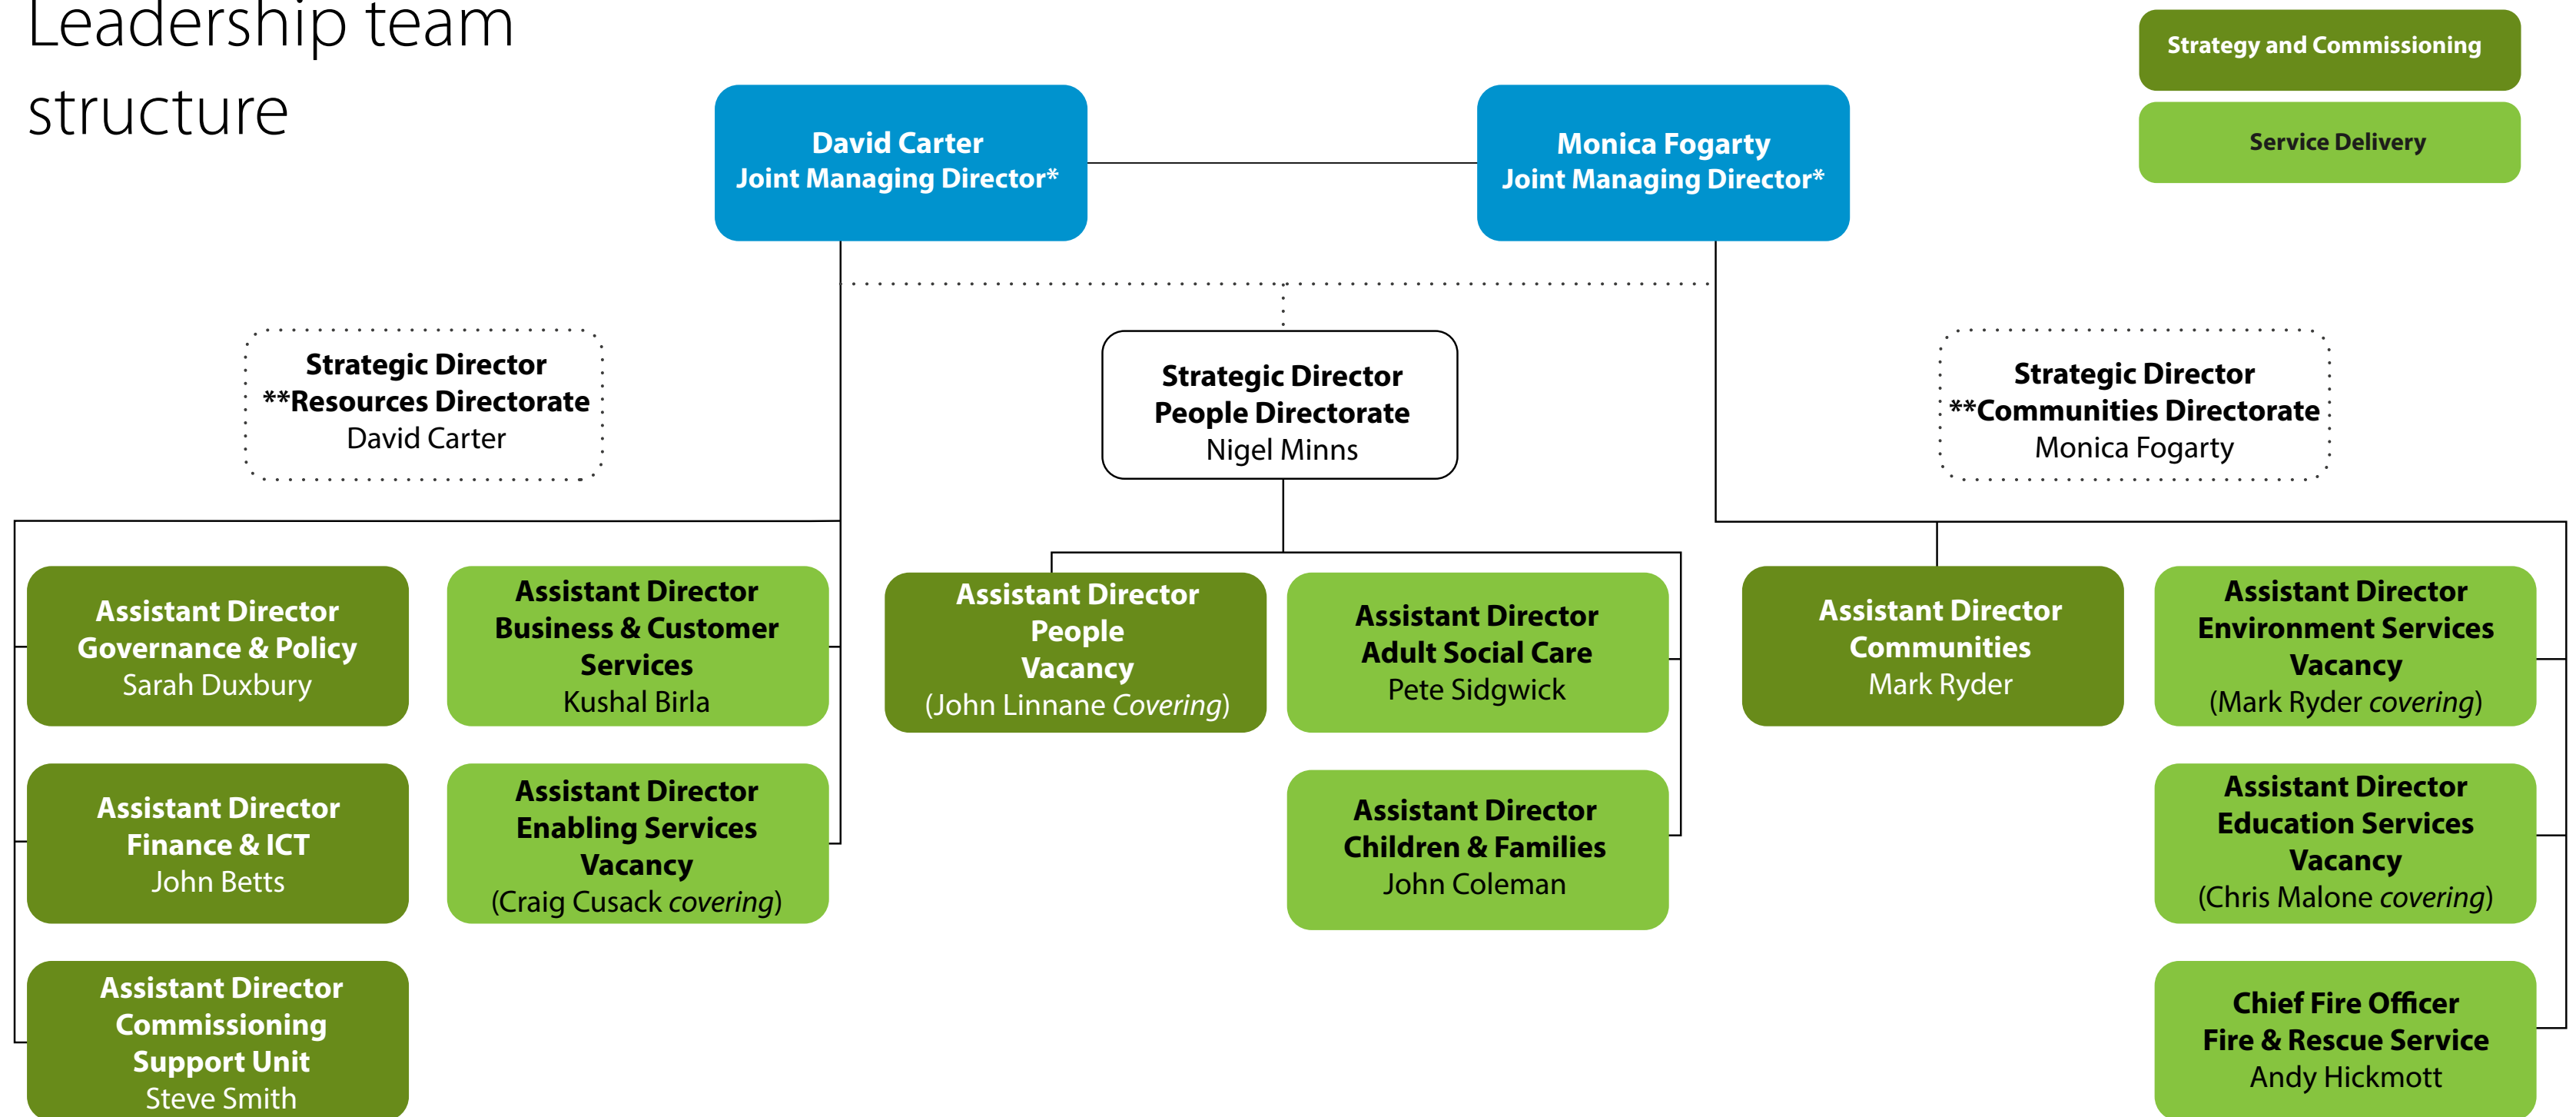 Leadership team
structure
Strategy and Commissioning
Service Delivery
David Carter
Joint Managing Director*
Monica Fogarty
Joint Managing Director*
Strategic Director
**Resources Directorate
David Carter
Strategic Director
People Directorate
Nigel Minns
Strategic Director
**Communities Directorate
Monica Fogarty
Assistant Director
Governance & Policy
Sarah Duxbury
Assistant Director
Business & Customer
Services
Kushal Birla
Assistant Director
People
Vacancy
(John Linnane Covering)
Assistant Director
Adult Social Care
Pete Sidgwick
Assistant Director
Communities
Mark Ryder
Assistant Director
Environment Services
Vacancy
(Mark Ryder covering)
Assistant Director
Finance & ICT
John Betts
Assistant Director
Enabling Services
Vacancy
(Craig Cusack covering)
Assistant Director
Children & Families
John Coleman
Assistant Director
Education Services
Vacancy
(Chris Malone covering)
Assistant Director
Commissioning
Support Unit
Steve Smith
Chief Fire Officer
Fire & Rescue Service
Andy Hickmott